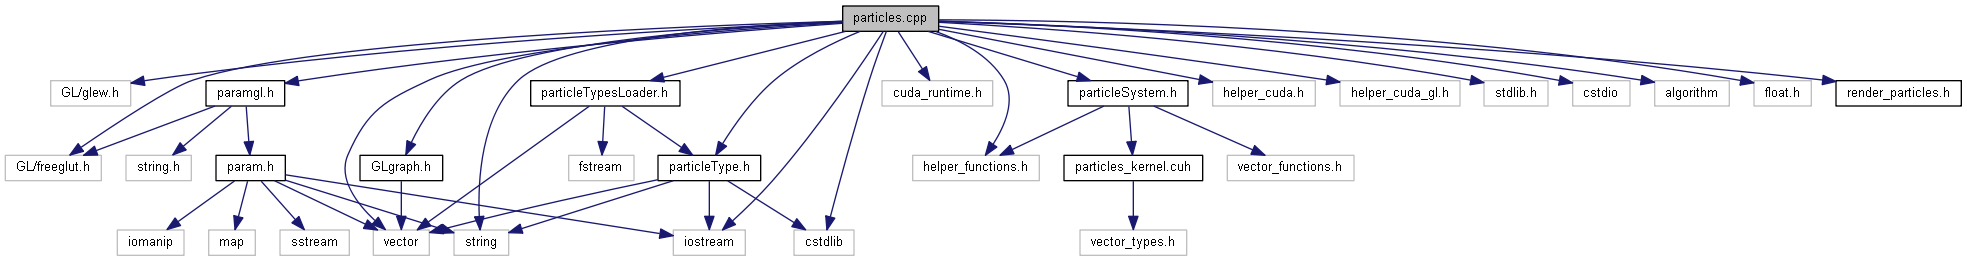 particles.cpp
GL/glew.h
paramgl.h
particleTypesLoader.h
cuda_runtime.h
particleSystem.h
helper_cuda.h
helper_cuda_gl.h
stdlib.h
cstdio
algorithm
float.h
render_particles.h
GL/freeglut.h
string.h
param.h
GLgraph.h
fstream
particleType.h
helper_functions.h
particles_kernel.cuh
vector_functions.h
iomanip
map
sstream
vector
string
iostream
cstdlib
vector_types.h